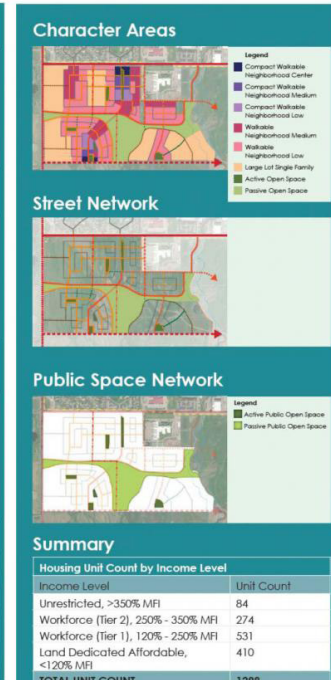 Character Areas
Legend
Compact Walkable
Neighborhood Center
Compact Walkable
Neighborhood Medium
Compact Walkable
Neighborhood Low
Walkable
Neighborhood Medium
Walkable
Neighborhood Low
Large Lot Single Family
Active Open Space
Passive Open Space
Street Network
Public Space Network
Legend
Active Public Open Space
Passive Public Open Space
Summary
Housing Unit Count by Income Level
Income Level Unit Count
Unrestricted, >350% MFI 84
Workforce (Tier 2), 250% - 350% MFI 274
Workforce (Tier 1), 120% - 250% MFI 531
Land Dedicated Affordable, 410
<120% MFI
TOTAL UNIT COUNT